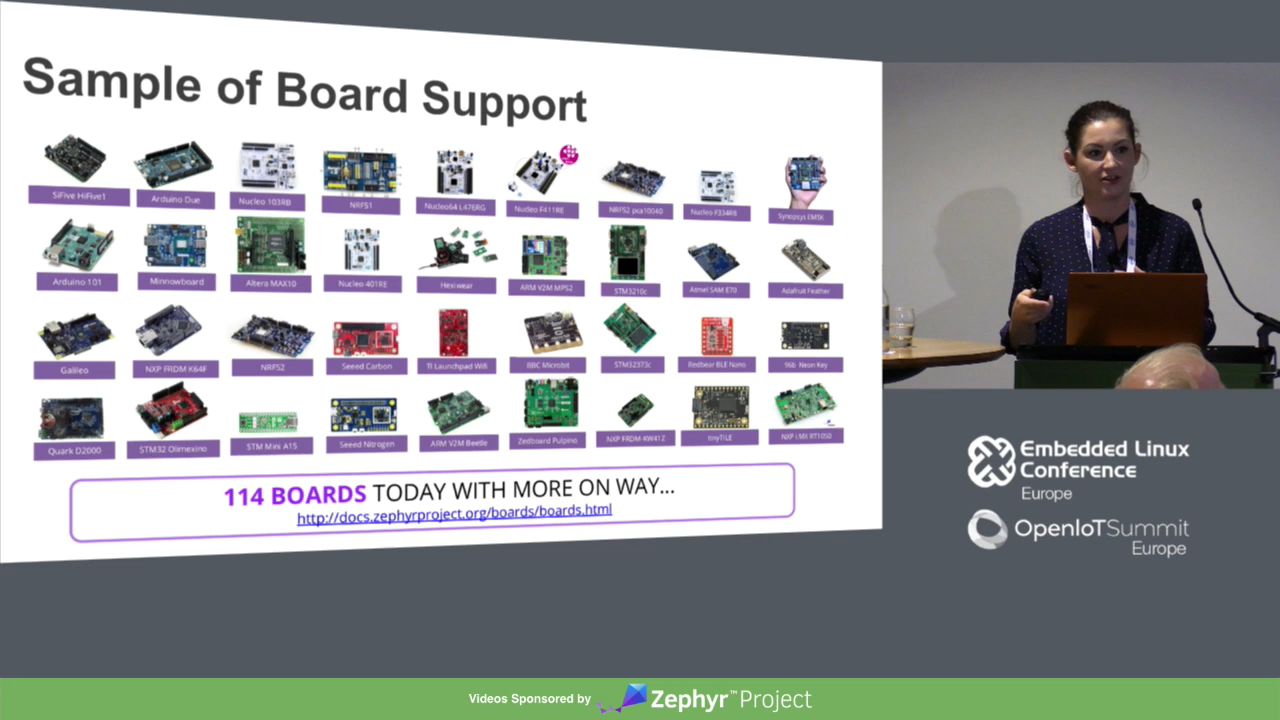 Sample of Board Support
SiFive HiFive1
Arduino Due
Nucleo 103RB
NRF51
Nucleo64 L476RG
Nucleo F411RE
NRF52 pca10040
Nucleo F334R8
Synopsys EMSK
Arduino 101
Minnowboard
Altera MAX10
Nucleo 401RE
Hexiwear
ARM V2M MPS2
STM3210c
Atmel SAM E70
Adafruit Feather
Galileo
NXP FRDM K64F
NRF52
Seeed Carbon
TI Launchpad Wifi
BBC Microbit
STM32373c
Redbear BLE Nano
96b Neon Key
Quark D2000
STM32 Olimexino
STM Mini A15
Seeed Nitrogen
ARM V2M Beetle
Zedboard Pulpino
NXP FRDM-KW41Z
tinyTILE
NXP i.MX RT1050
114 BOARDS TODAY WITH MORE ON WAY...
http://docs.zephyrproject.org/boards/boards.html
Embedded Linux
Conference
Europe
OpenIoTSummit
Europe
Videos Sponsored by Zephyr™Project